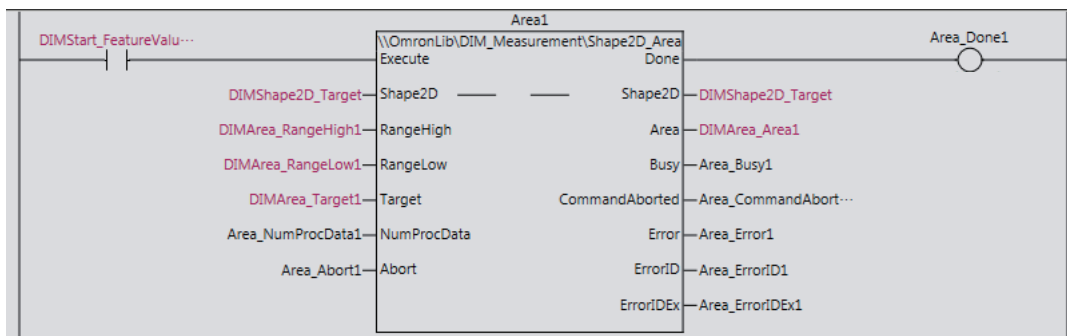 Area1
DIMStart_FeatureValu···
\\OmronLib\DIM_Measurement\Shape2D_Area
Area_Done1
Execute Done
DIMShape2D_Target Shape2D Shape2D DIMShape2D_Target
DIMArea_RangeHigh1 RangeHigh Area DIMArea_Area1
DIMArea_RangeLow1 RangeLow Busy Area_Busy1
DIMArea_Target1 Target CommandAborted Area_CommandAbort···
Area_NumProcData1 NumProcData Error Area_Error1
Area_Abort1 Abort ErrorID Area_ErrorID1
ErrorIDEx Area_ErrorIDEx1